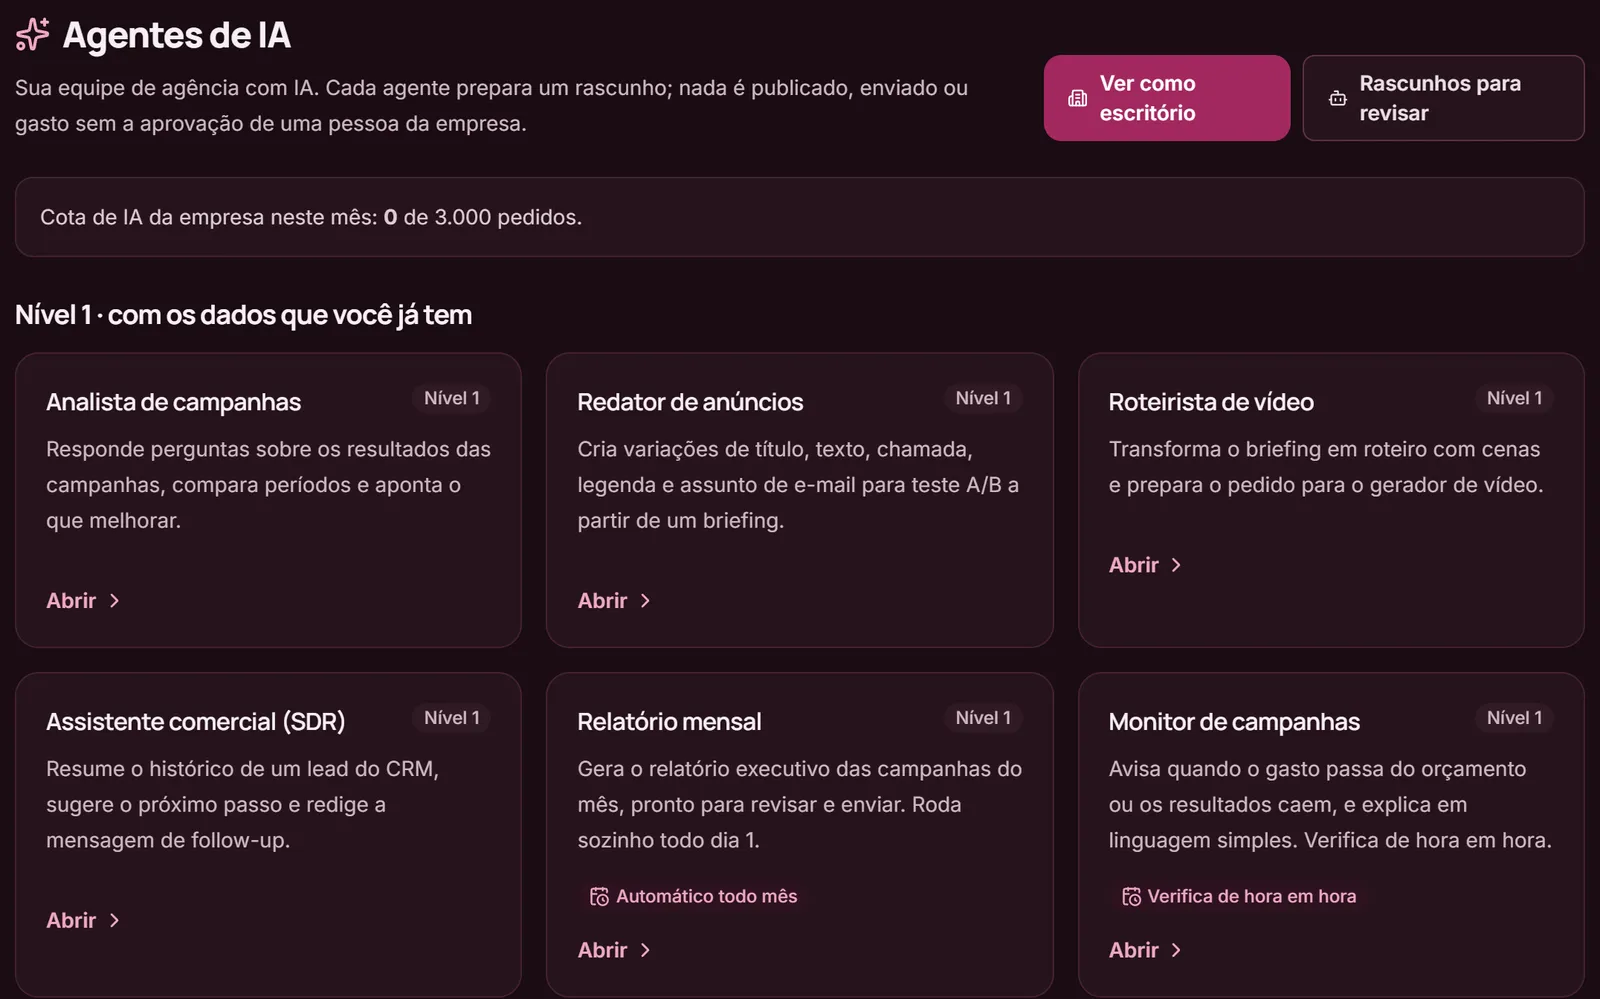 Agentes de IA
Sua equipe de agência com IA. Cada agente prepara um rascunho; nada é publicado, enviado ou
gasto sem a aprovação de uma pessoa da empresa.
Ver como
escritório
Rascunhos para
revisar
Cota de IA da empresa neste mês: 0 de 3.000 pedidos.
Nível 1 · com os dados que você já tem
Analista de campanhas
Nível 1
Responde perguntas sobre os resultados das
campanhas, compara períodos e aponta o
que melhorar.
Abrir
Redator de anúncios
Nível 1
Cria variações de título, texto, chamada,
legenda e assunto de e-mail para teste A/B a
partir de um briefing.
Abrir
Roteirista de vídeo
Nível 1
Transforma o briefing em roteiro com cenas
e prepara o pedido para o gerador de vídeo.
Abrir
Assistente comercial (SDR)
Nível 1
Resume o histórico de um lead do CRM,
sugere o próximo passo e redige a
mensagem de follow-up.
Abrir
Relatório mensal
Nível 1
Gera o relatório executivo das campanhas do
mês, pronto para revisar e enviar. Roda
sozinho todo dia 1.
Automático todo mês
Abrir
Monitor de campanhas
Nível 1
Avisa quando o gasto passa do orçamento
ou os resultados caem, e explica em
linguagem simples. Verifica de hora em hora.
Verifica de hora em hora
Abrir